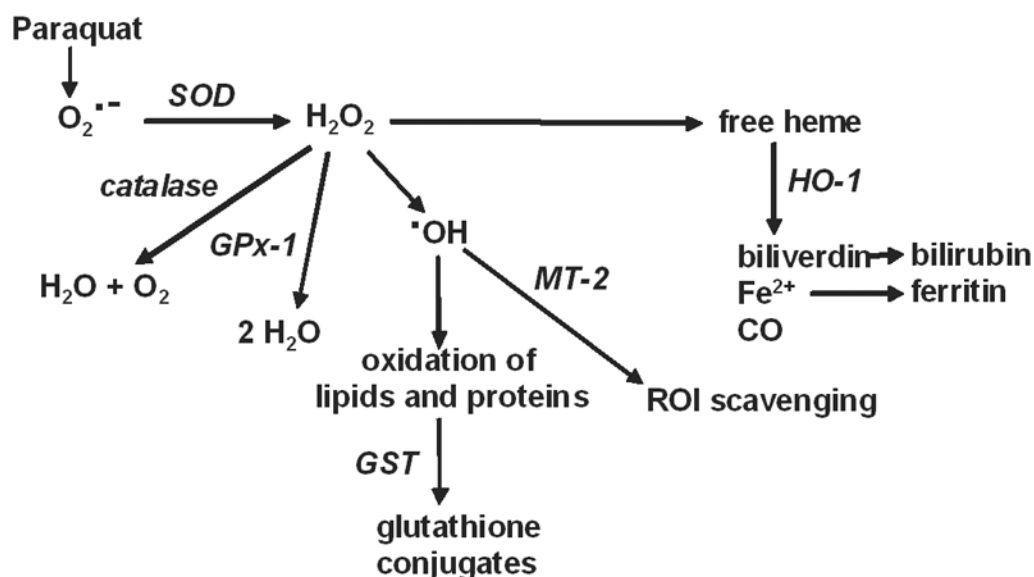 Paraquat
O₂·⁻
SOD
H₂O₂
free heme
catalase
GPx-1
HO-1
·OH
MT-2
H₂O + O₂
2 H₂O
biliverdin
bilirubin
Fe²⁺
ferritin
CO
oxidation of
lipids and proteins
ROI scavenging
GST
glutathione
conjugates